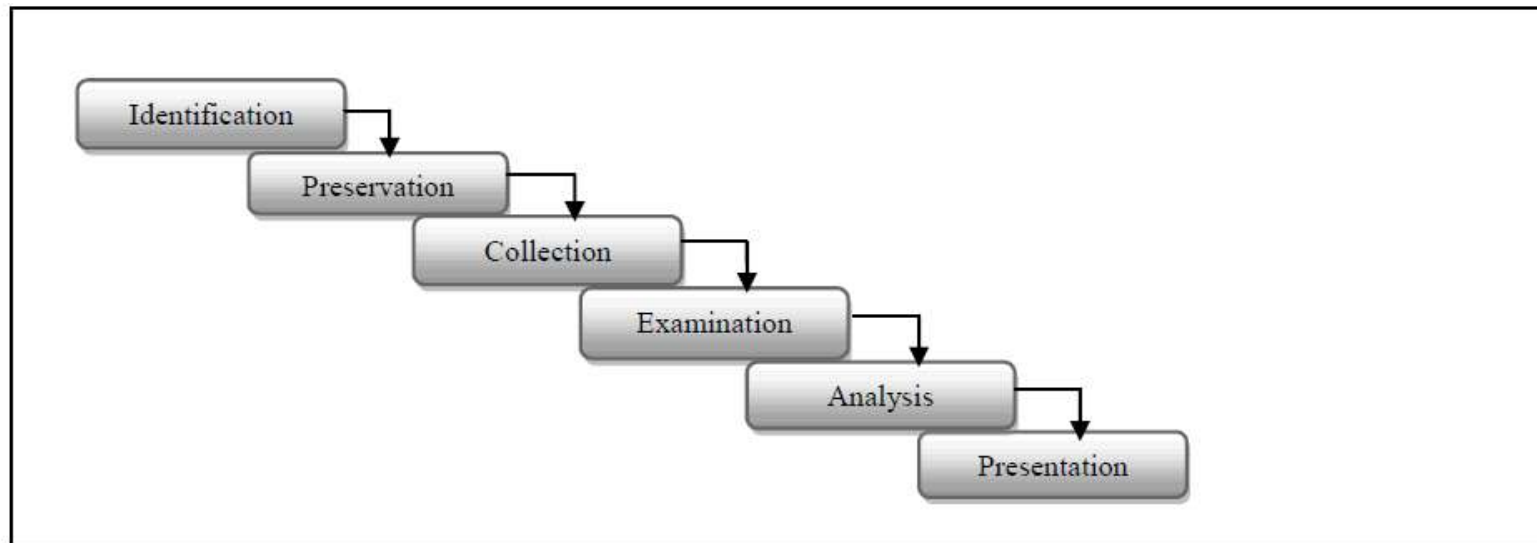 Identification
Preservation
Collection
Examination
Analysis
Presentation